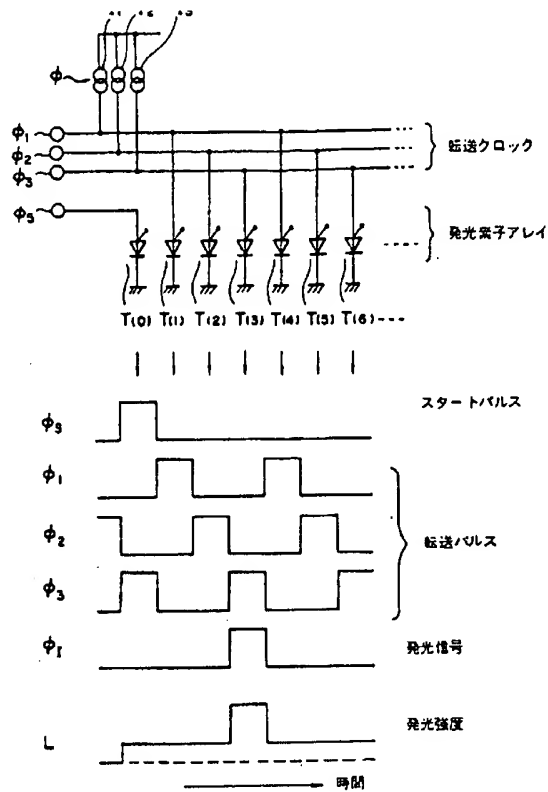 φ
φ1
φ2
φ3
φS
転送クロック
発光素子アレイ
T(0) T(1) T(2) T(3) T(4) T(5) T(6)
φS
スタートパルス
φ1
φ2
φ3
転送パルス
φI
発光信号
L
発光強度
時間